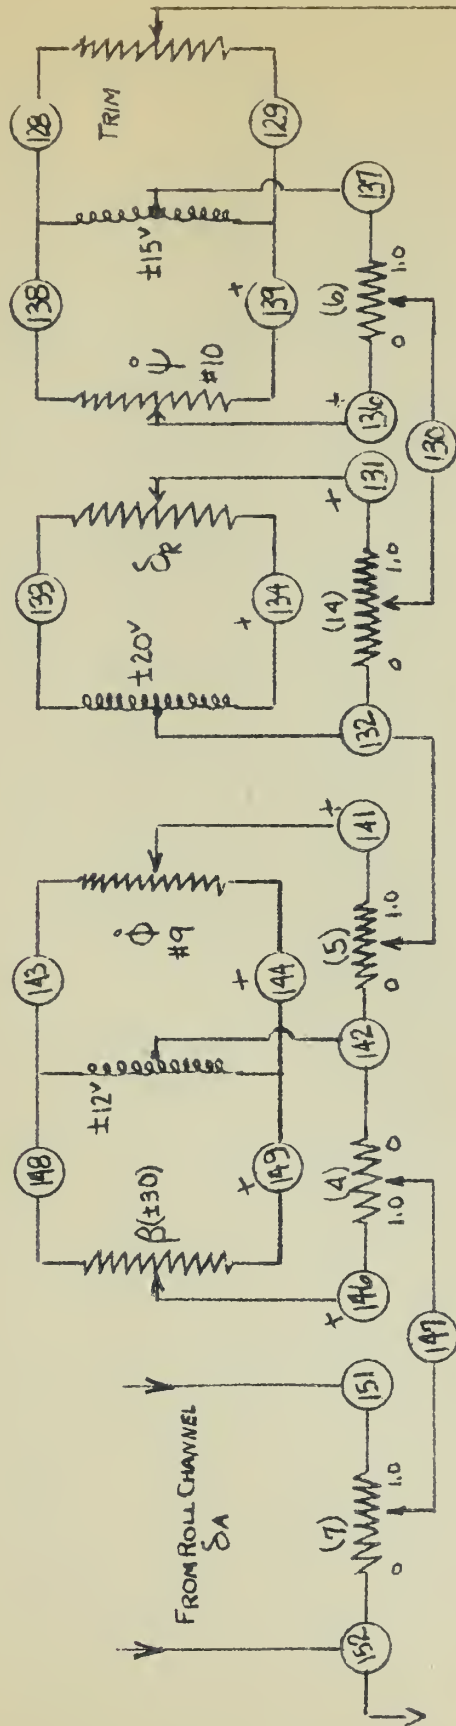 148 143 133 138 128
±12v ±20v ±15v TRIM
FROM ROLL CHANNEL
δA
β(±30) Φ̇ δR ψ̇
#9 #10
+ 149 + 144 + 134 + 139 129
(7) (4) (5) (14) (6)
152 151 + 146 142 + 141 132 + 131 + 136 137
0 1.0 1.0 0 0 1.0 0 1.0 0 1.0
147 130